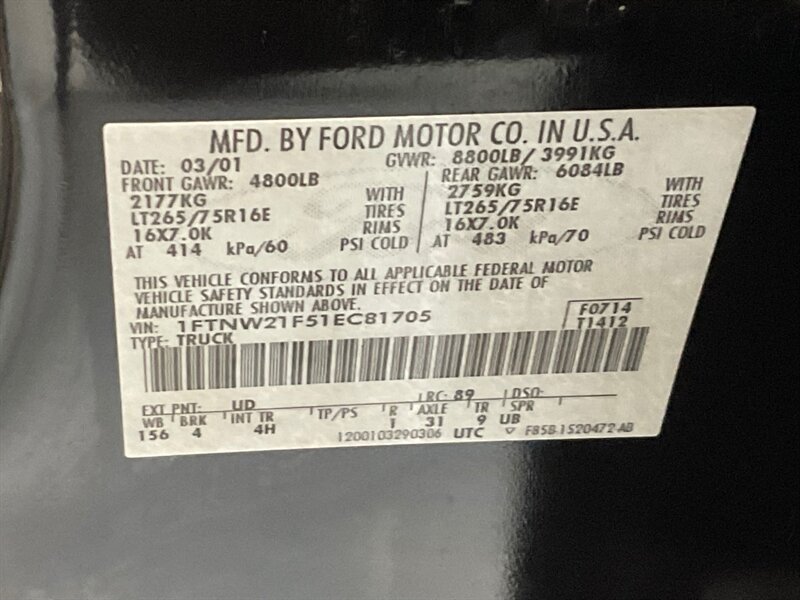 MFD. BY FORD MOTOR CO. IN U.S.A.
DATE: 03/01 GVWR: 8800LB/ 3991KG
FRONT GAWR: 4800LB REAR GAWR: 6084LB
2177KG WITH 2759KG WITH
LT265/75R16E TIRES LT265/75R16E TIRES
16X7.0K RIMS 16X7.0K RIMS
AT 414 kPa/60 PSI COLD AT 483 kPa/70 PSI COLD
THIS VEHICLE CONFORMS TO ALL APPLICABLE FEDERAL MOTOR
VEHICLE SAFETY STANDARDS IN EFFECT ON THE DATE OF
MANUFACTURE SHOWN ABOVE.
VIN: 1FTNW21F51EC81705 F0714
TYPE: TRUCK T1412
EXT PNT: UD LRC: 89 DSO:
WB BRK INT TR TP/PS R AXLE TR SPR
156 4 4H 1 31 9 UB
1200103290306 UTC F85B 1520472 AB